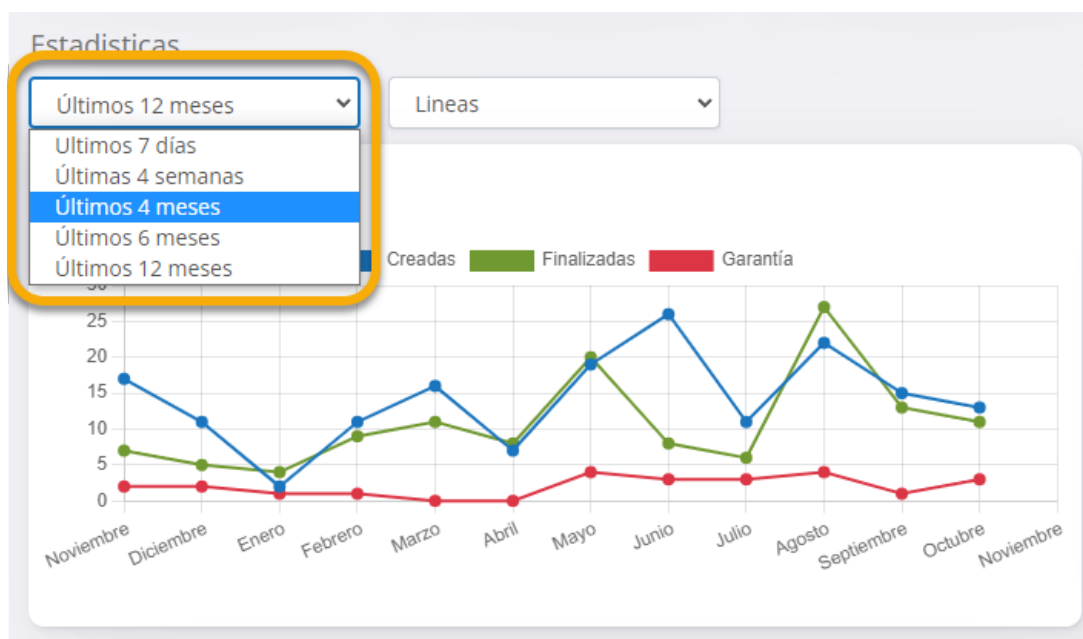 Estadisticas
Últimos 12 meses
Lineas
Ultimos 7 días
Últimas 4 semanas
Últimos 4 meses
Últimos 6 meses
Últimos 12 meses
Creadas Finalizadas Garantía
30
25
20
15
10
5
0
Noviembre Diciembre Enero Febrero Marzo Abril Mayo Junio Julio Agosto Septiembre Octubre Noviembre